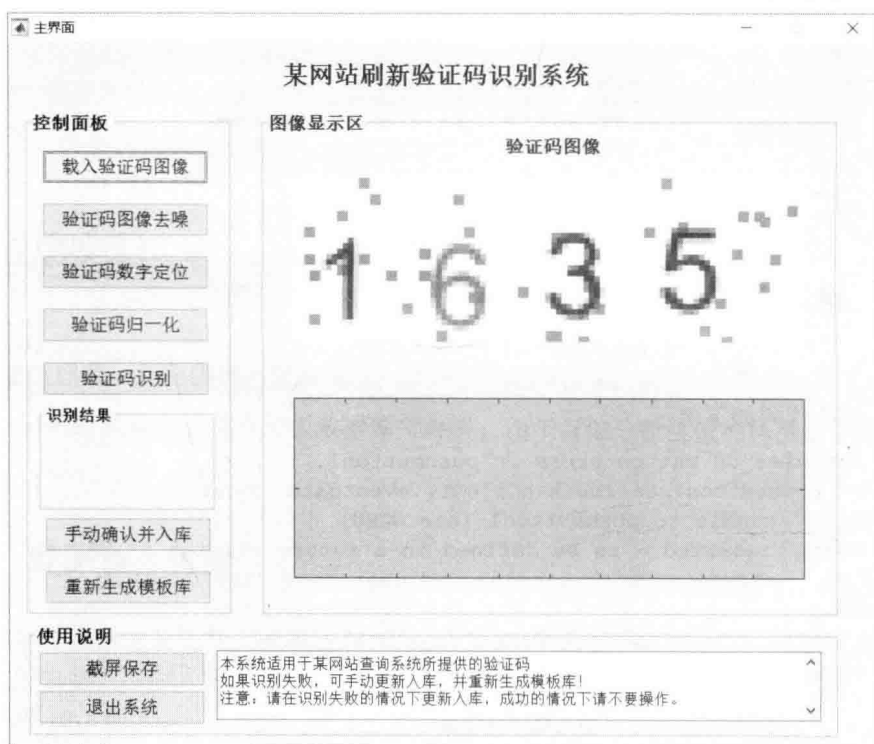 主界面
某网站刷新验证码识别系统
控制面板
载入验证码图像
验证码图像去噪
验证码数字定位
验证码归一化
验证码识别
识别结果
手动确认并入库
重新生成模板库
图像显示区
验证码图像
1 6 3 5
使用说明
截屏保存
退出系统
本系统适用于某网站查询系统所提供的验证码
如果识别失败，可手动更新入库，并重新生成模板库！
注意：请在识别失败的情况下更新入库，成功的情况下请不要操作。